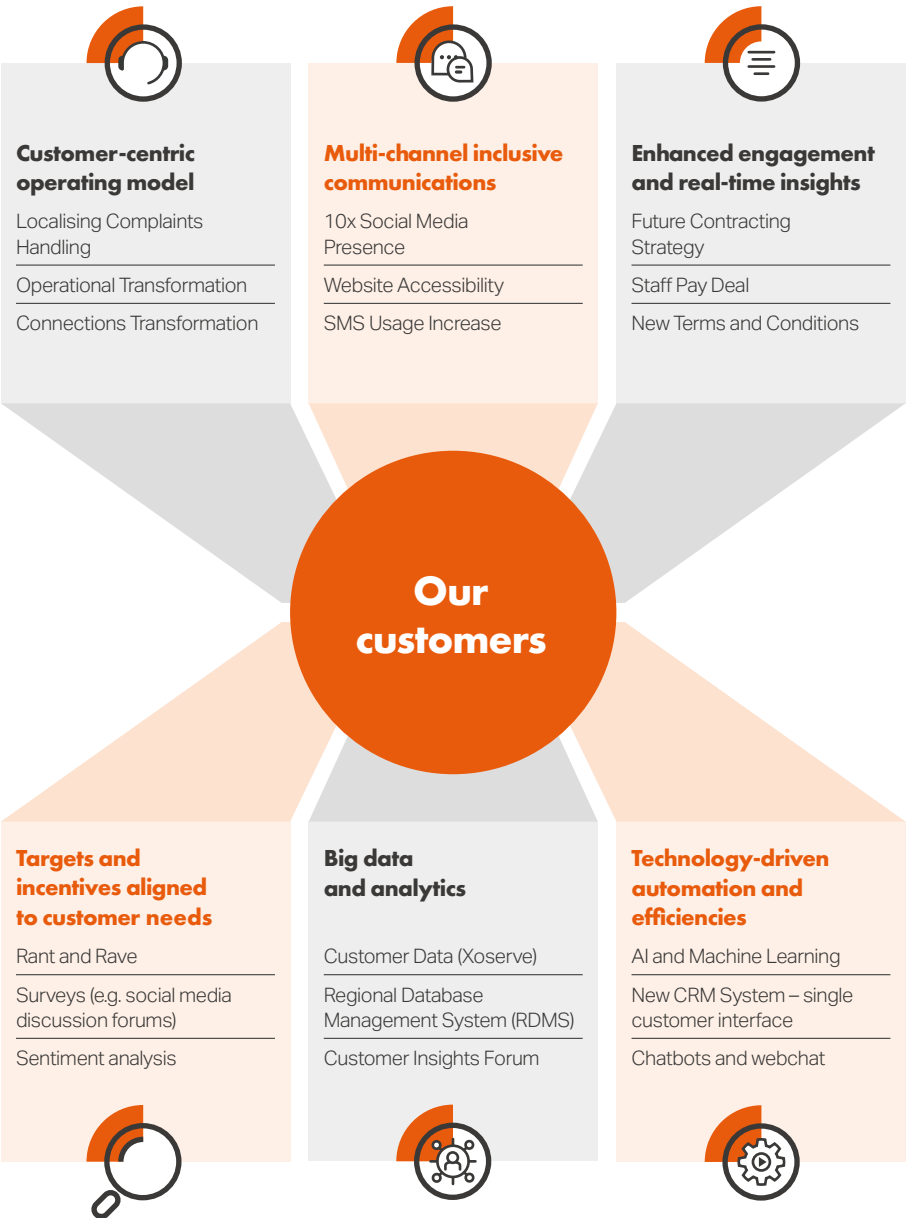 Customer-centric
operating model
Localising Complaints
Handling
Operational Transformation
Connections Transformation
Multi-channel inclusive
communications
10x Social Media
Presence
Website Accessibility
SMS Usage Increase
Enhanced engagement
and real-time insights
Future Contracting
Strategy
Staff Pay Deal
New Terms and Conditions
Our
customers
Targets and
incentives aligned
to customer needs
Rant and Rave
Surveys (e.g. social media
discussion forums)
Sentiment analysis
Big data
and analytics
Customer Data (Xoserve)
Regional Database
Management System (RDMS)
Customer Insights Forum
Technology-driven
automation and
efficiencies
AI and Machine Learning
New CRM System – single
customer interface
Chatbots and webchat